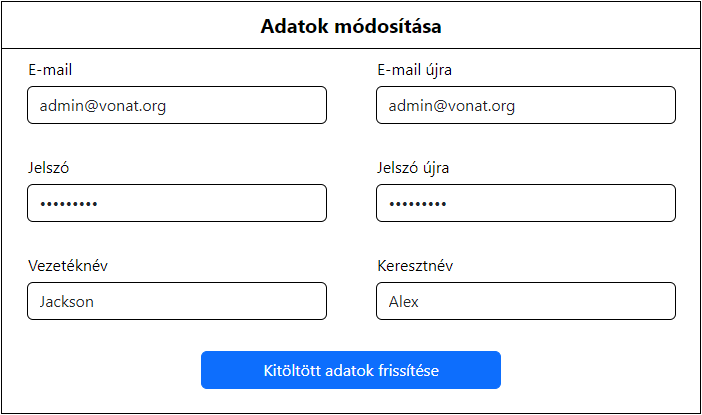 Adatok módosítása
E-mail
E-mail újra
admin@vonat.org
admin@vonat.org
Jelszó
Jelszó újra
•••••••••
•••••••••
Vezetéknév
Keresztnév
Jackson
Alex
Kitöltött adatok frissítése